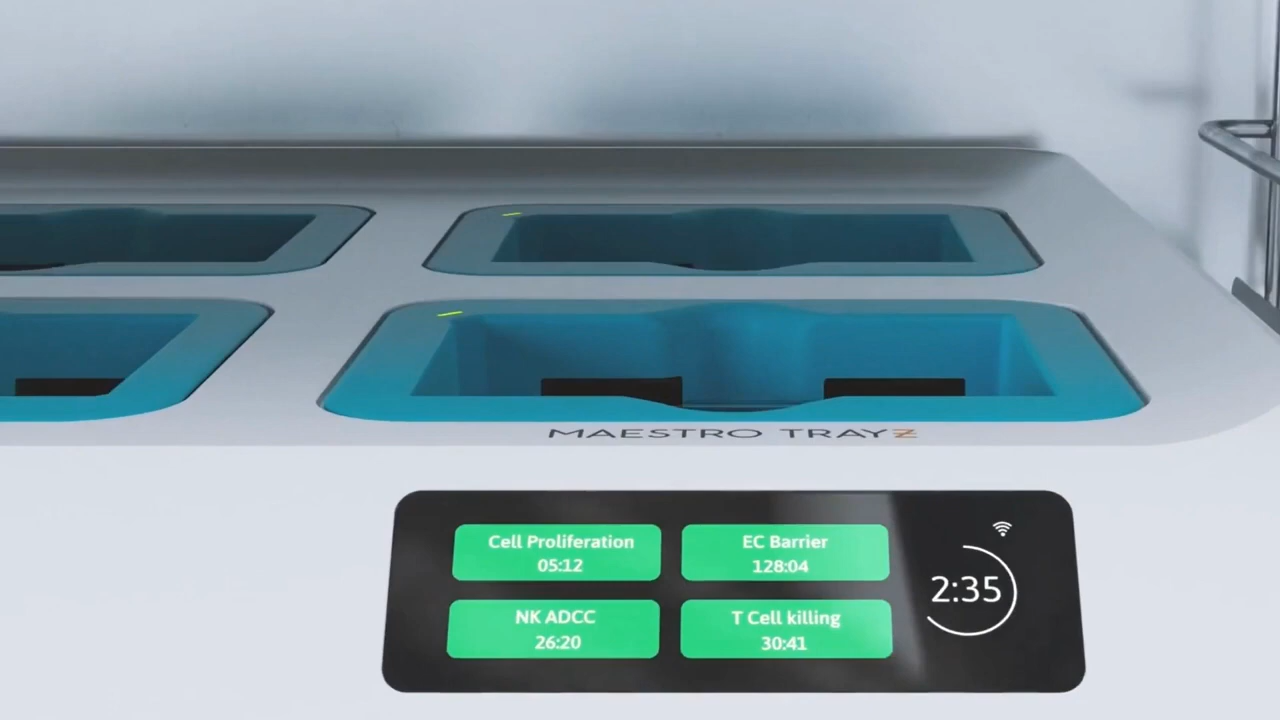 MAESTRO TRAYZ
Cell Proliferation
05:12
EC Barrier
128:04
NK ADCC
26:20
T Cell killing
30:41
2:35